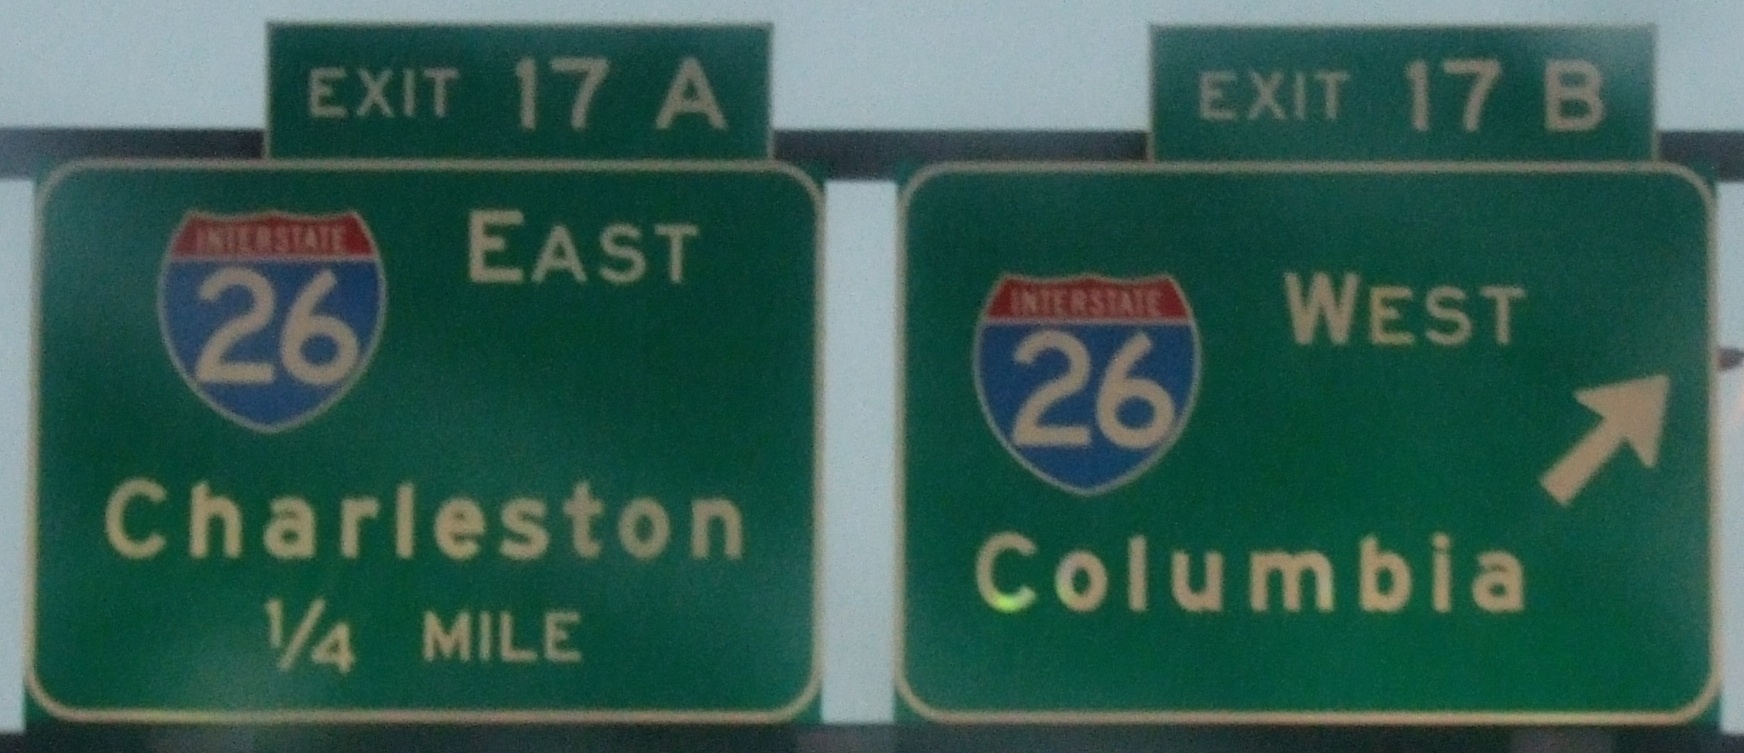 EXIT 17 A
INTERSTATE
26
EAST
Charleston
1/4 MILE
EXIT 17 B
INTERSTATE
26
WEST
Columbia